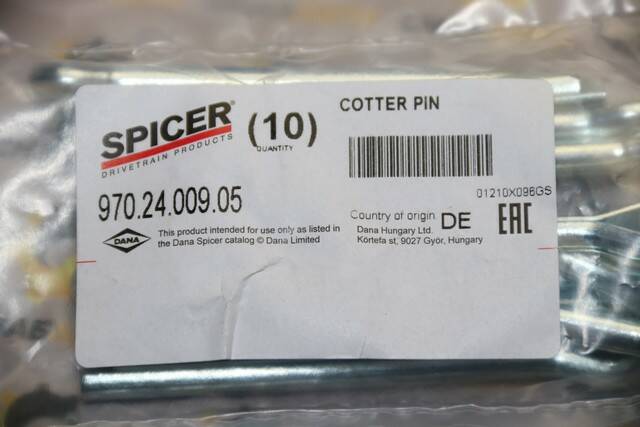 SPICER®
DRIVETRAIN PRODUCTS
(10)
QUANTITY
COTTER PIN
970.24.009.05
01210X096GS
DANA
This product intended for use only as listed in
the Dana Spicer catalog © Dana Limited
Country of origin DE
Dana Hungary Ltd.
Körtefa st, 9027 Győr, Hungary
EAC